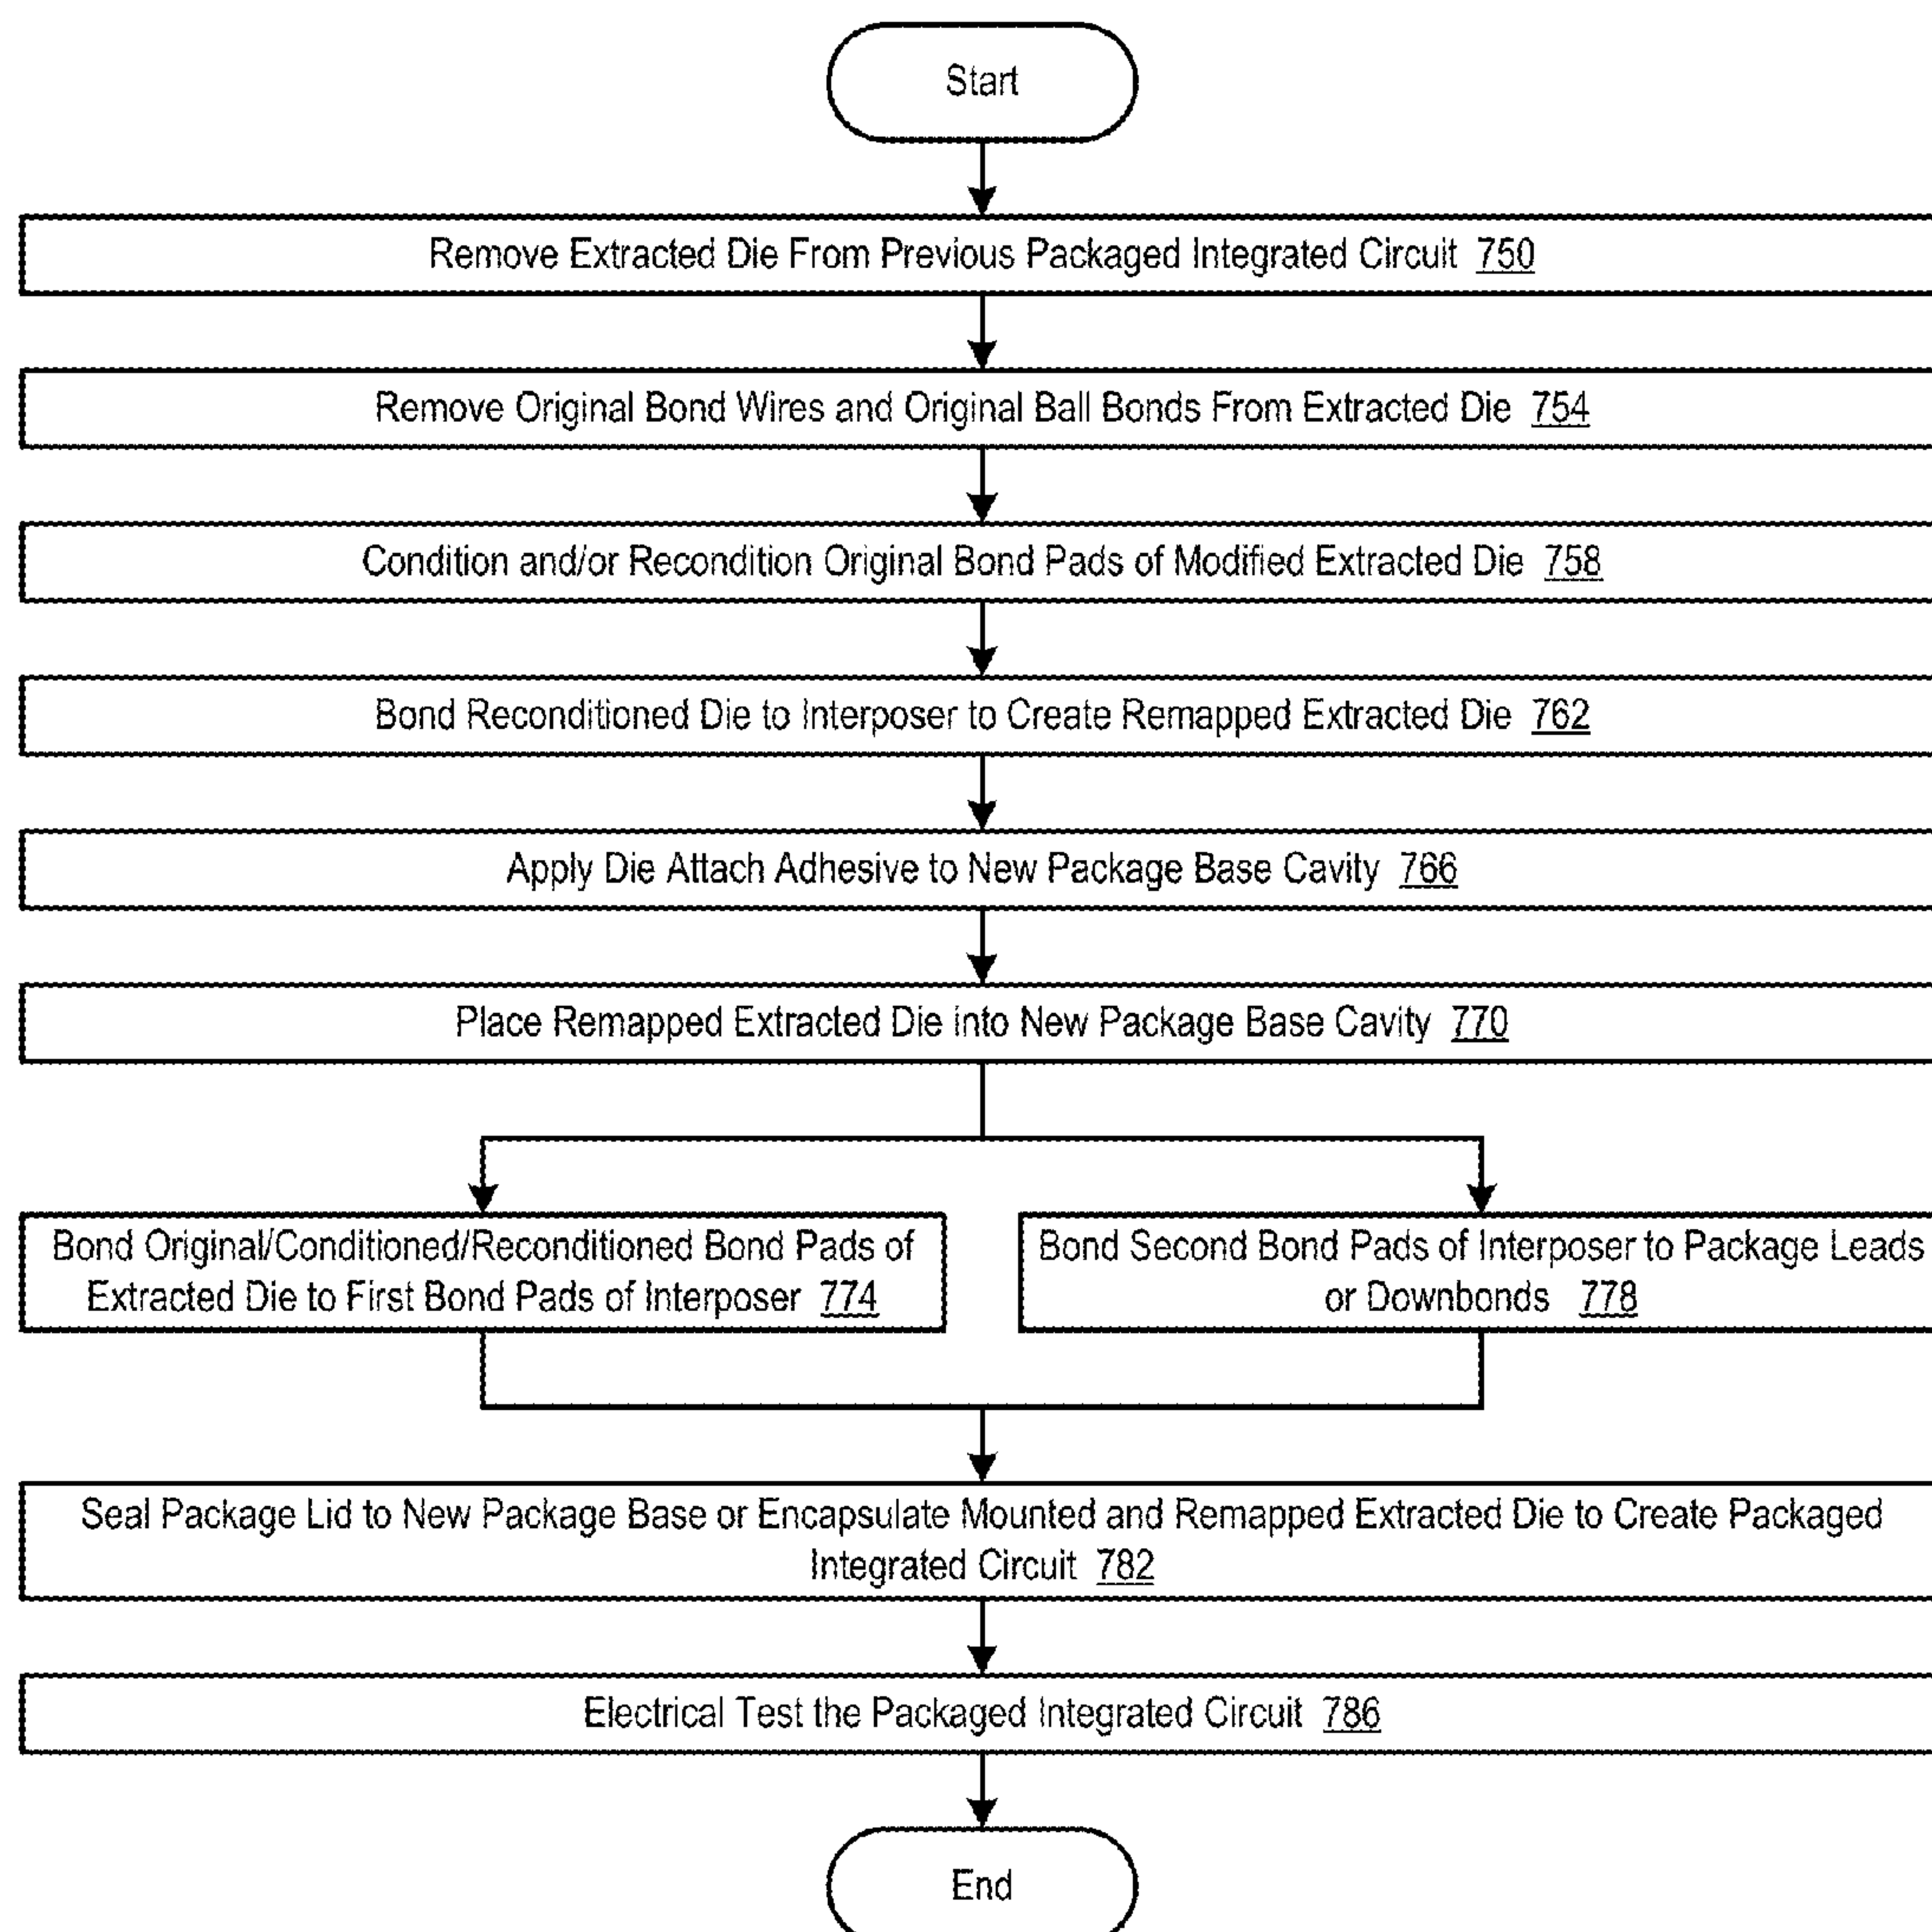 Start
Remove Extracted Die From Previous Packaged Integrated Circuit 750
Remove Original Bond Wires and Original Ball Bonds From Extracted Die 754
Condition and/or Recondition Original Bond Pads of Modified Extracted Die 758
Bond Reconditioned Die to Interposer to Create Remapped Extracted Die 762
Apply Die Attach Adhesive to New Package Base Cavity 766
Place Remapped Extracted Die into New Package Base Cavity 770
Bond Original/Conditioned/Reconditioned Bond Pads of
Extracted Die to First Bond Pads of Interposer 774
Bond Second Bond Pads of Interposer to Package Leads
or Downbonds 778
Seal Package Lid to New Package Base or Encapsulate Mounted and Remapped Extracted Die to Create Packaged
Integrated Circuit 782
Electrical Test the Packaged Integrated Circuit 786
End